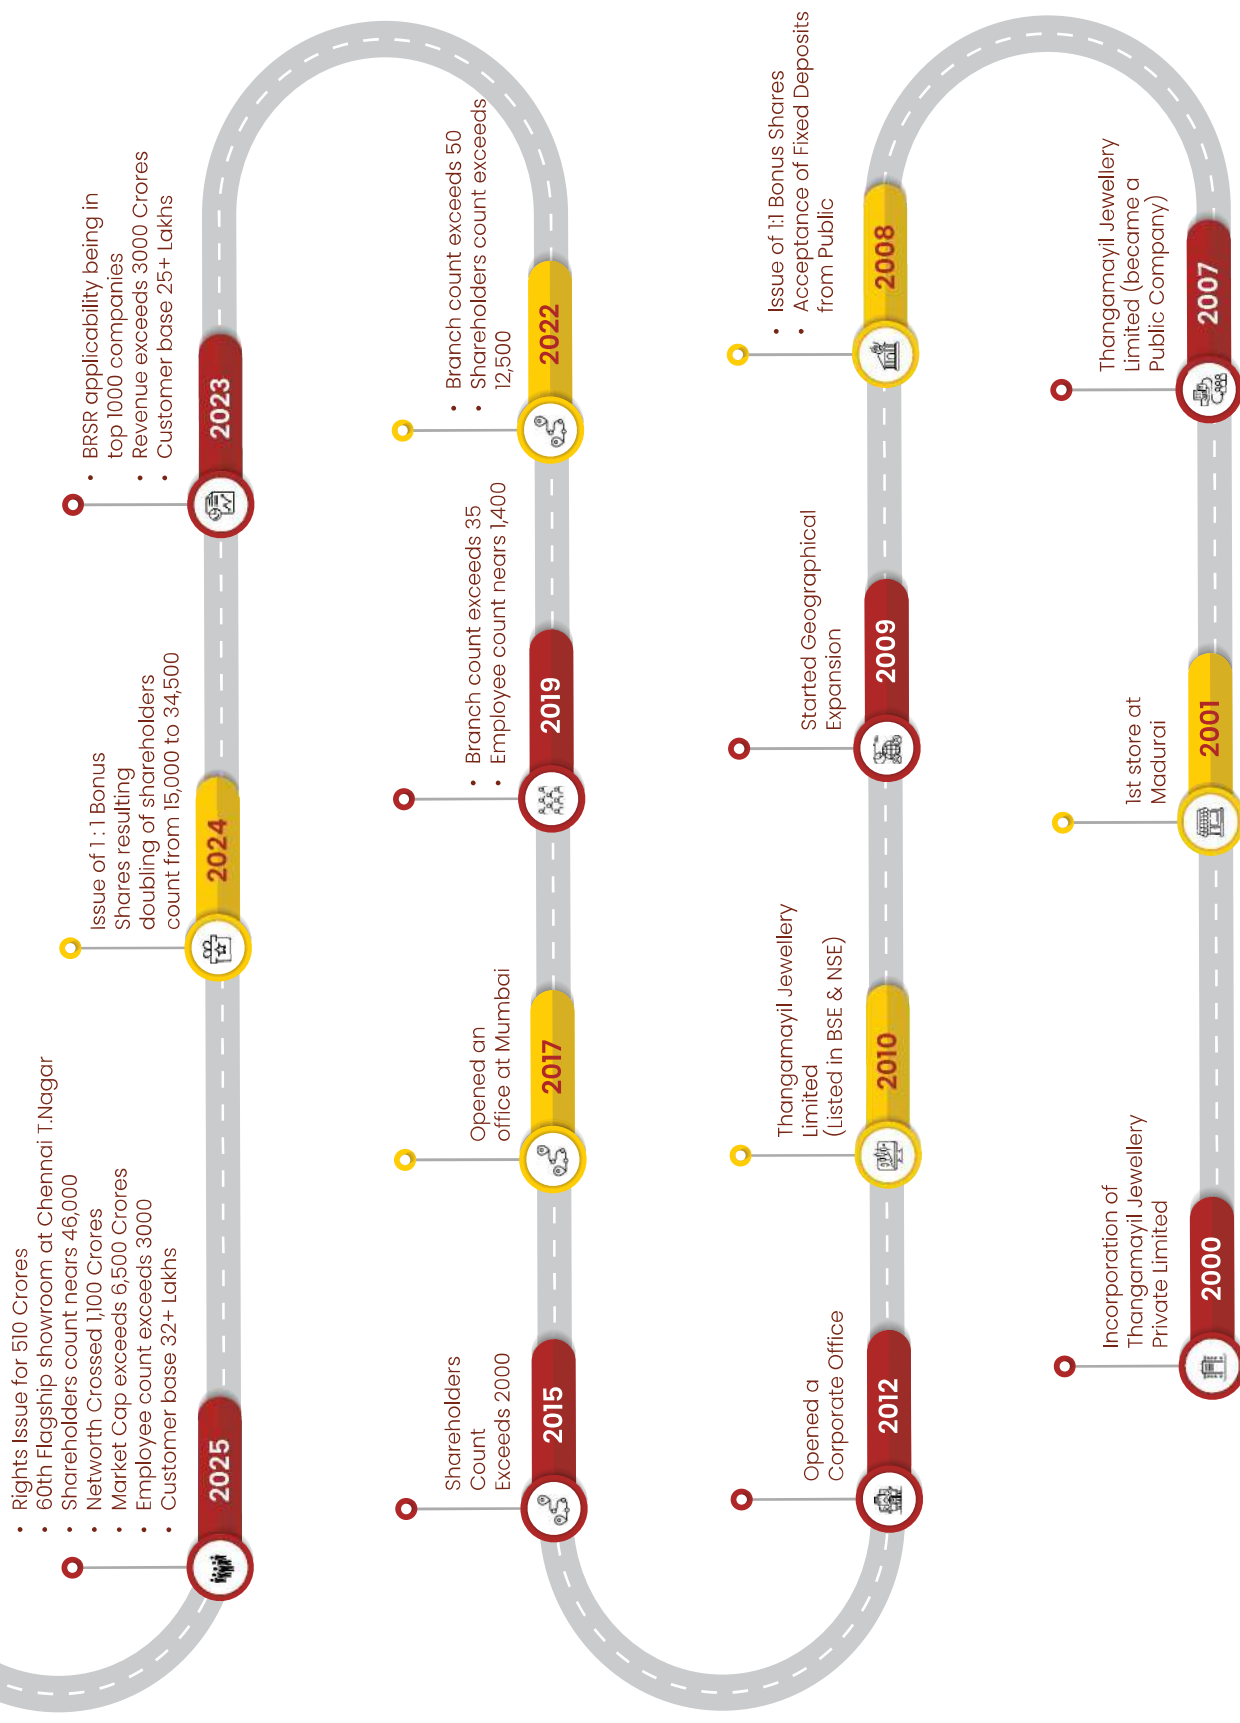 • Rights Issue for 510 Crores
• 60th Flagship showroom at Chennai T.Nagar
• Shareholders count nears 46,000
• Networth Crossed 1,100 Crores
• Market Cap exceeds 6,500 Crores
• Employee count exceeds 3000
• Customer base 32+ Lakhs
2025
Issue of 1 : 1 Bonus
Shares resulting
doubling of shareholders
count from 15,000 to 34,500
2024
• BRSR applicability being in
top 1000 companies
• Revenue exceeds 3000 Crores
• Customer base 25+ Lakhs
2023
Shareholders
Count
Exceeds 2000
2015
Opened an
office at Mumbai
2017
• Branch count exceeds 35
• Employee count nears 1,400
2019
• Branch count exceeds 50
• Shareholders count exceeds
12,500
2022
Opened a
Corporate Office
2012
Thangamayil Jewellery
Limited
(Listed in BSE & NSE)
2010
Started Geographical
Expansion
2009
• Issue of 1:1 Bonus Shares
• Acceptance of Fixed Deposits
from Public
2008
Incorporation of
Thangamayil Jewellery
Private Limited
2000
1st store at
Madurai
2001
Thangamayil Jewellery
Limited (became a
Public Company)
2007